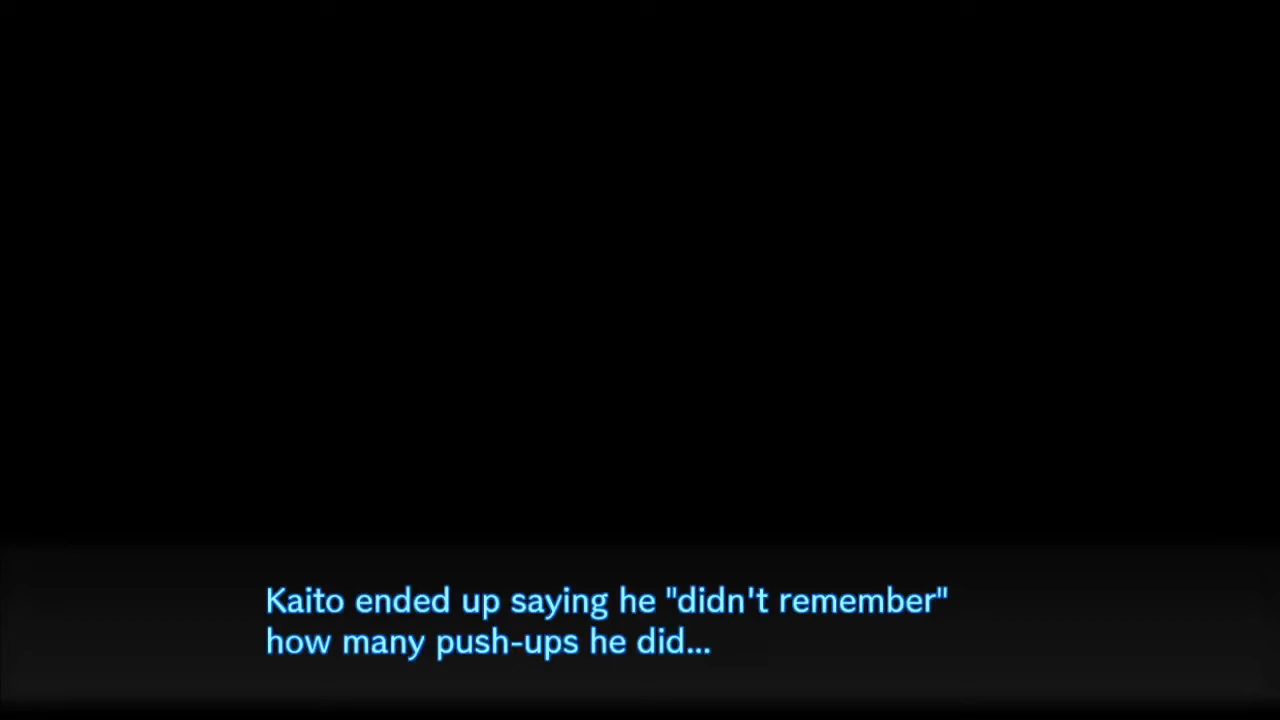 Kaito ended up saying he "didn't remember"
how many push-ups he did...